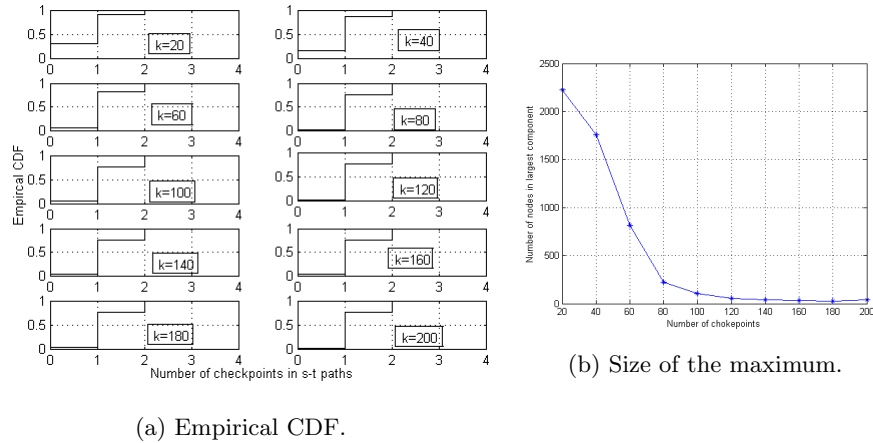 1
0.5
0
0 1 2 3 4
k=20
1
0.5
0
0 1 2 3 4
k=40
1
0.5
0
0 1 2 3 4
k=60
1
0.5
0
0 1 2 3 4
k=80
1
0.5
0
0 1 2 3 4
k=100
1
0.5
0
0 1 2 3 4
k=120
1
0.5
0
0 1 2 3 4
k=140
1
0.5
0
0 1 2 3 4
k=160
1
0.5
0
0 1 2 3 4
k=180
1
0.5
0
0 1 2 3 4
k=200
Empircal CDF
Number of checkpoints in s-t paths
(a) Empirical CDF.
2500
2000
1500
1000
500
0
20 40 60 80 100 120 140 160 180 200
Number of nodes in largest component
Number of chokepoints
(b) Size of the maximum.